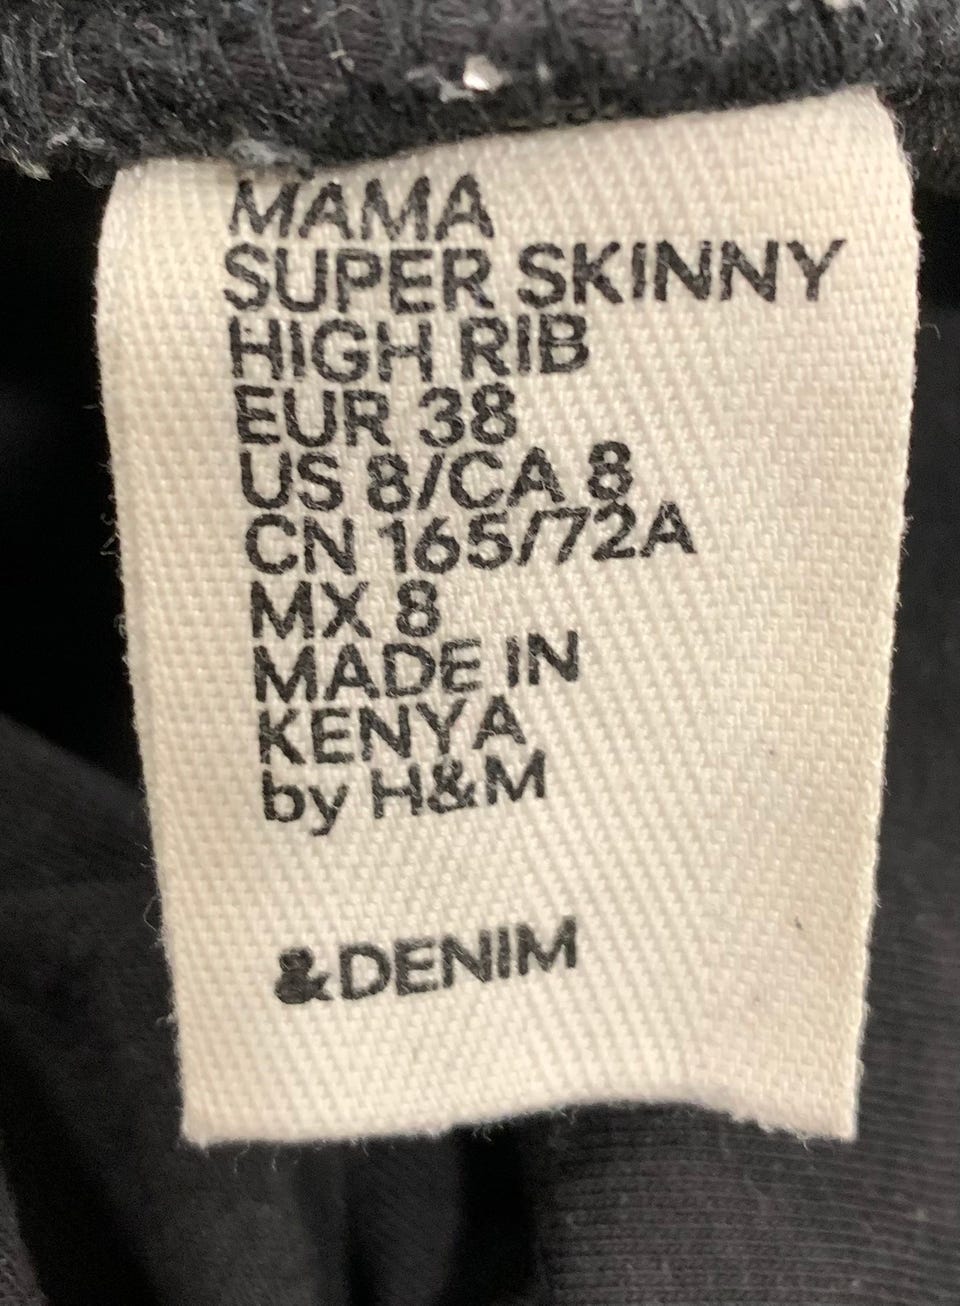 MAMA
SUPER SKINNY
HIGH RIB
EUR 38
US 8/CA 8
CN 165/72A
MX 8
MADE IN
KENYA
by H&M
&DENIM